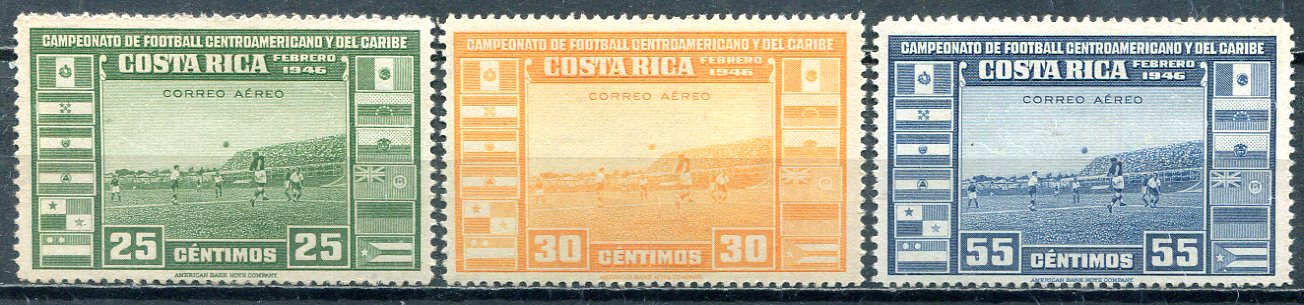 CAMPEONATO DE FOOTBALL CENTROAMERICANO Y DEL CARIBE
COSTA RICA FEBRERO 1946
CORREO AÉREO
25 CÉNTIMOS 25
AMERICAN BANK NOTE COMPANY.
CAMPEONATO DE FOOTBALL CENTROAMERICANO Y DEL CARIBE
COSTA RICA FEBRERO 1946
CORREO AÉREO
30 CÉNTIMOS 30
AMERICAN BANK NOTE COMPANY.
CAMPEONATO DE FOOTBALL CENTROAMERICANO Y DEL CARIBE
COSTA RICA FEBRERO 1946
CORREO AÉREO
55 CÉNTIMOS 55
AMERICAN BANK NOTE COMPANY.